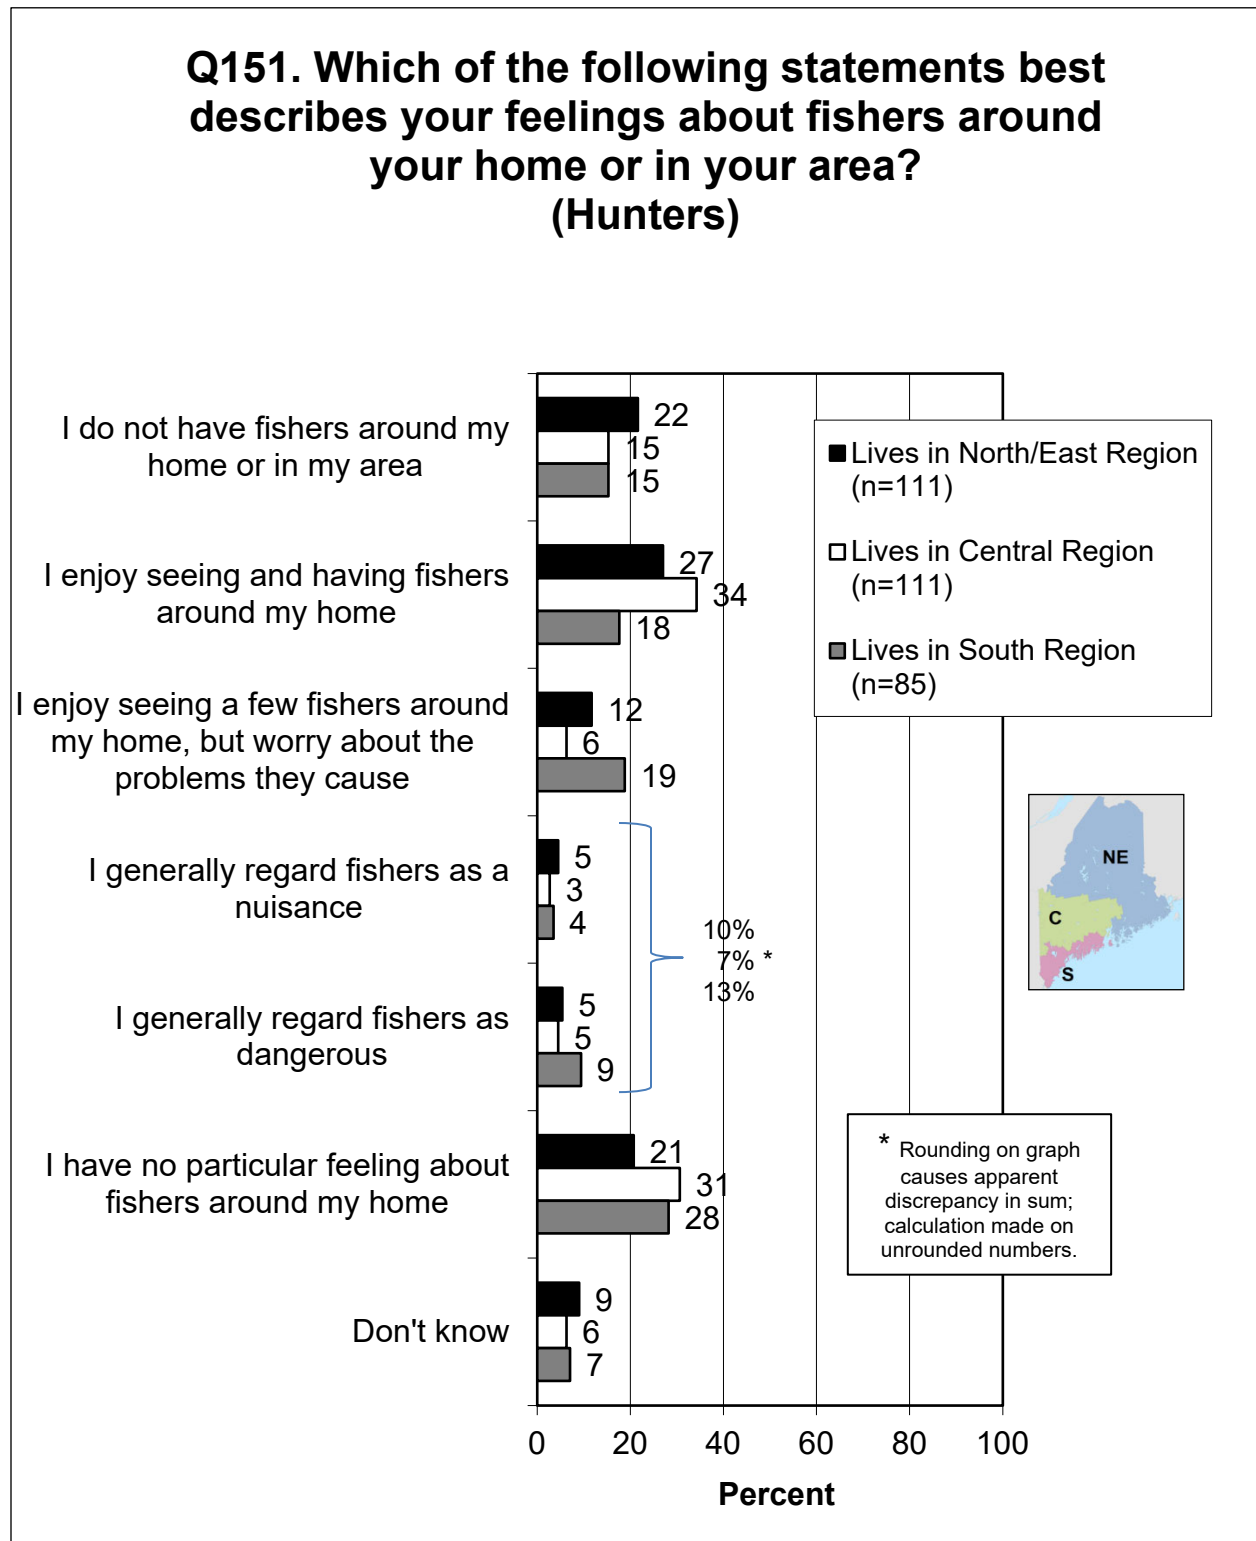 Q151. Which of the following statements best
describes your feelings about fishers around
your home or in your area?
(Hunters)
I do not have fishers around my
home or in my area
22
15
15
I enjoy seeing and having fishers
around my home
27
34
18
I enjoy seeing a few fishers around
my home, but worry about the
problems they cause
12
6
19
I generally regard fishers as a
nuisance
5
3
4
I generally regard fishers as
dangerous
5
5
9
10%
7% *
13%
I have no particular feeling about
fishers around my home
21
31
28
Don't know
9
6
7
0 20 40 60 80 100
Percent
Lives in North/East Region
(n=111)
Lives in Central Region
(n=111)
Lives in South Region
(n=85)
NE
C
S
* Rounding on graph
causes apparent
discrepancy in sum;
calculation made on
unrounded numbers.